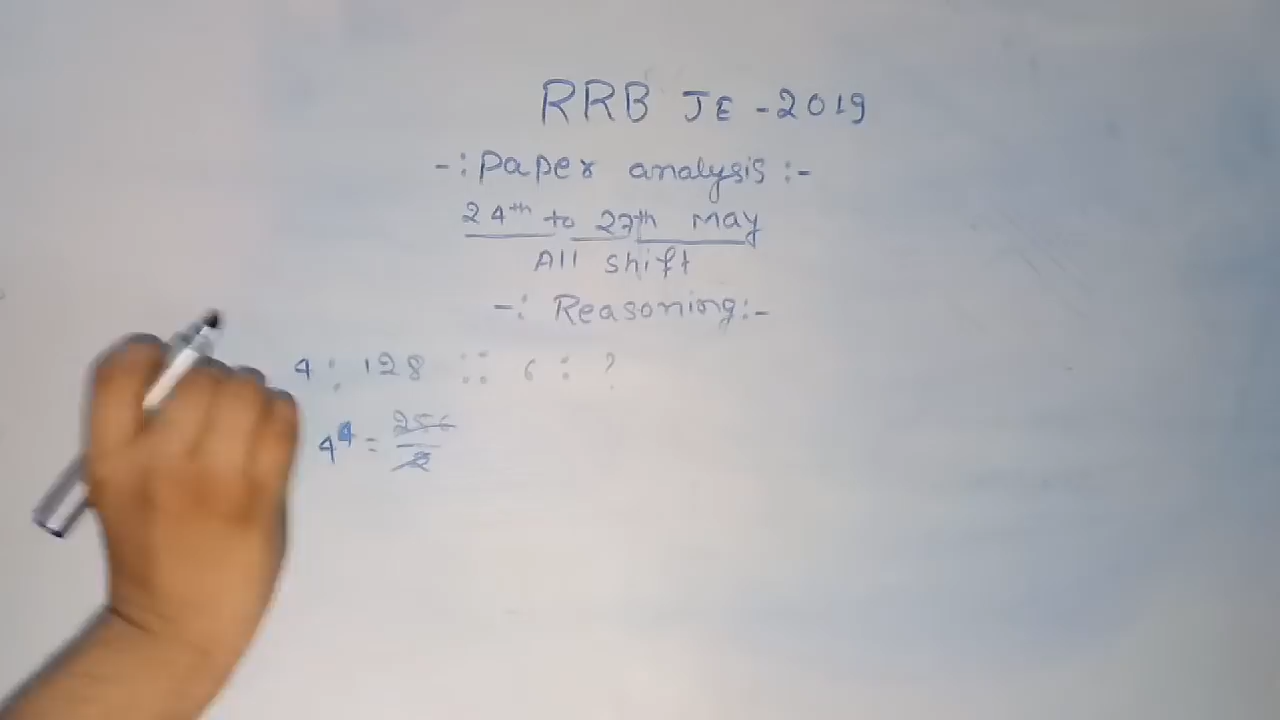 RRB JE - 2019
-: Paper analysis :-
24th to 27th May
All shift
-: Reasoning:-
4 : 128 :: 6 : ?
4⁴ = 256/2